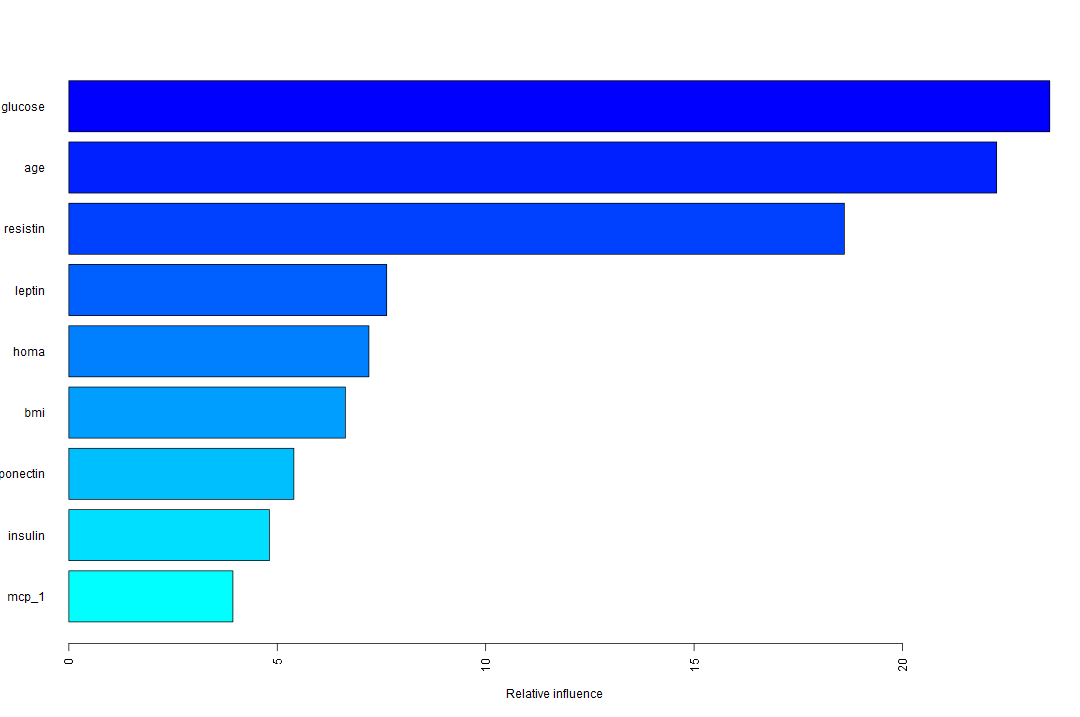 glucose
age
resistin
leptin
homa
bmi
ponectin
insulin
mcp_1
0
5
10
15
20
Relative influence